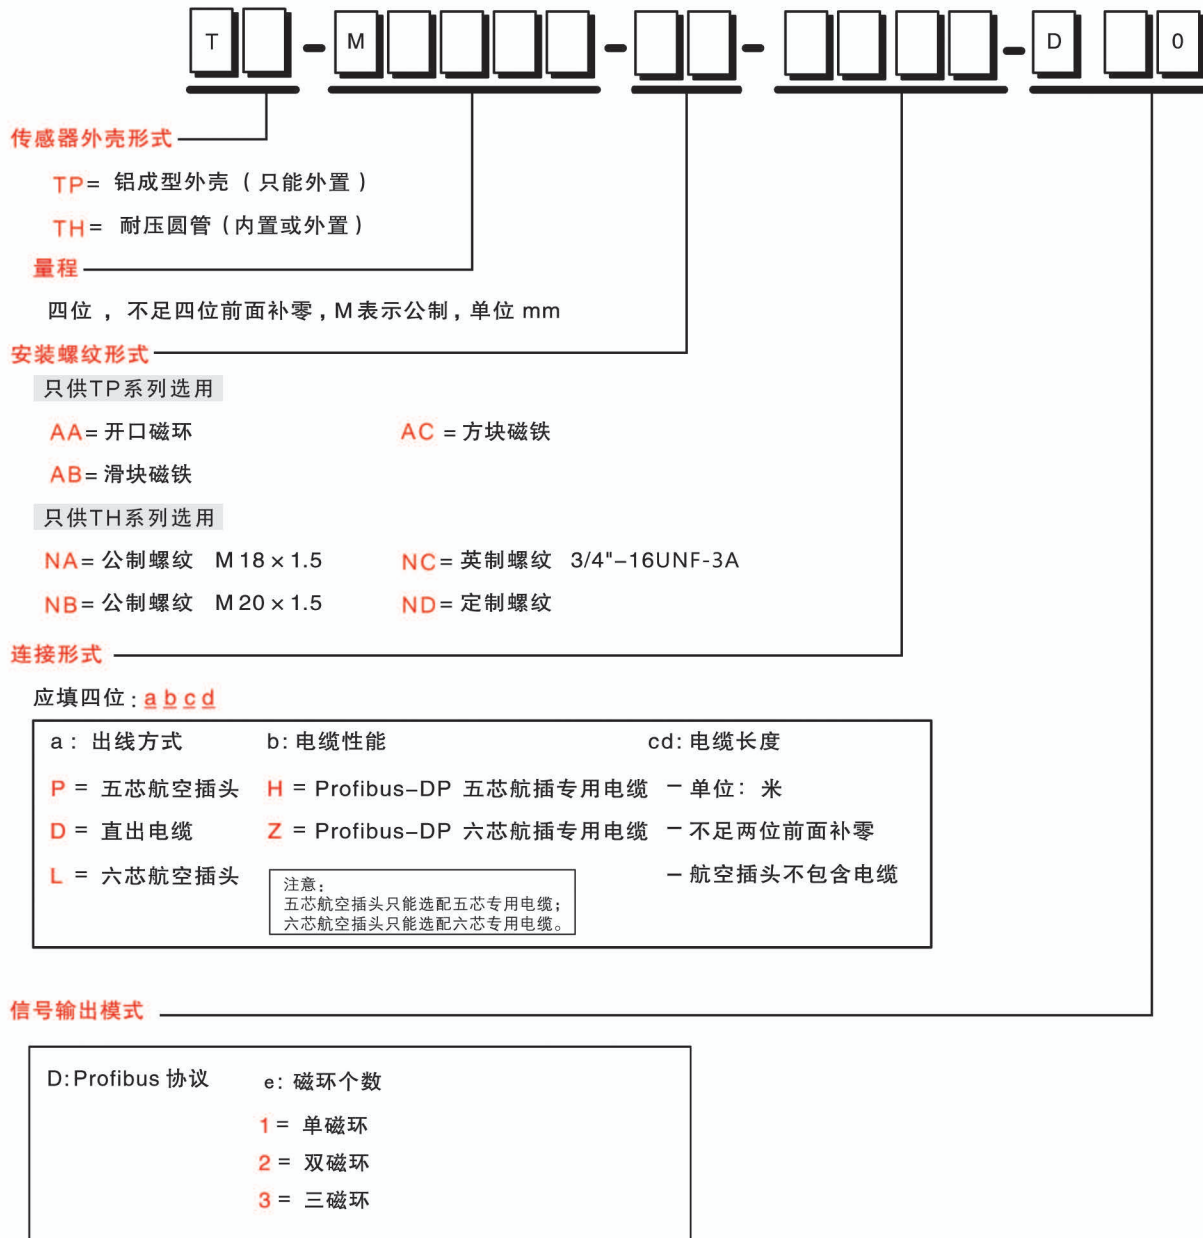 T - M - - - D 0
传感器外壳形式
TP= 铝成型外壳 ( 只能外置 )
TH= 耐压圆管 ( 内置或外置 )
量程
四位 , 不足四位前面补零 , M 表示公制 , 单位 mm
安装螺纹形式
只供TP系列选用
AA=开口磁环 AC =方块磁铁
AB=滑块磁铁
只供TH系列选用
NA=公制螺纹 M 18 × 1.5 NC=英制螺纹 3/4"–16UNF-3A
NB=公制螺纹 M 20 × 1.5 ND=定制螺纹
连接形式
应填四位 : a b c d
a : 出线方式 b: 电缆性能 cd: 电缆长度
P = 五芯航空插头 H = Profibus–DP 五芯航插专用电缆 – 单位: 米
D = 直出电缆 Z = Profibus–DP 六芯航插专用电缆 – 不足两位前面补零
L = 六芯航空插头 – 航空插头不包含电缆
注意:
五芯航空插头只能选配五芯专用电缆;
六芯航空插头只能选配六芯专用电缆。
信号输出模式
D:Profibus 协议 e: 磁环个数
1 = 单磁环
2 = 双磁环
3 = 三磁环